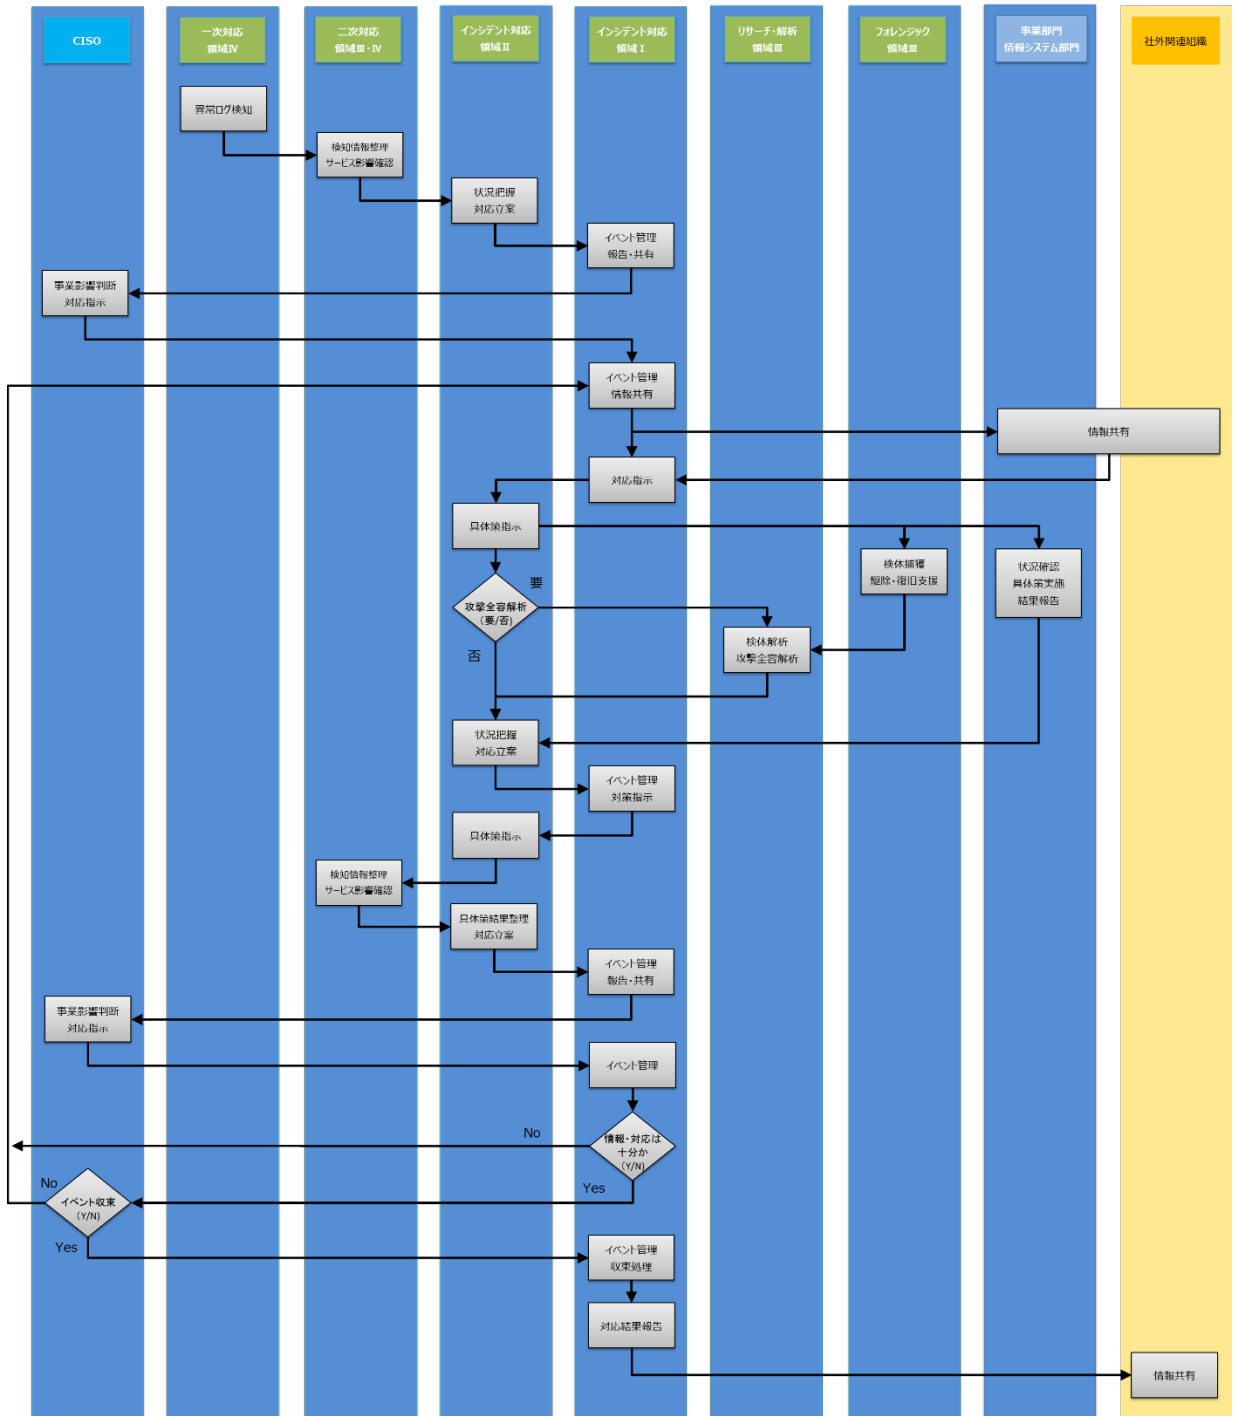 CISO
一次対応
領域Ⅳ
二次対応
領域Ⅲ・Ⅳ
インシデント対応
領域Ⅱ
インシデント対応
領域Ⅰ
リサーチ・解析
領域Ⅲ
フォレンジック
領域Ⅲ
事業部門
情報システム部門
社外関連組織
異常ログ検知
検知情報整理
サービス影響確認
状況把握
対応立案
イベント管理
報告・共有
事業影響判断
対応指示
イベント管理
情報共有
情報共有
対応指示
具体策指示
検体捕獲
駆除・復旧支援
状況確認
具体策実施
結果報告
要
攻撃全容解析
(要/否)
否
検体解析
攻撃全容解析
状況把握
対応立案
イベント管理
対策指示
具体策指示
検知情報整理
サービス影響確認
具体策結果整理
対応立案
イベント管理
報告・共有
事業影響判断
対応指示
イベント管理
No
情報・対応は
十分か
(Y/N)
Yes
No
イベント収束
(Y/N)
Yes
イベント管理
収束処理
対応結果報告
情報共有